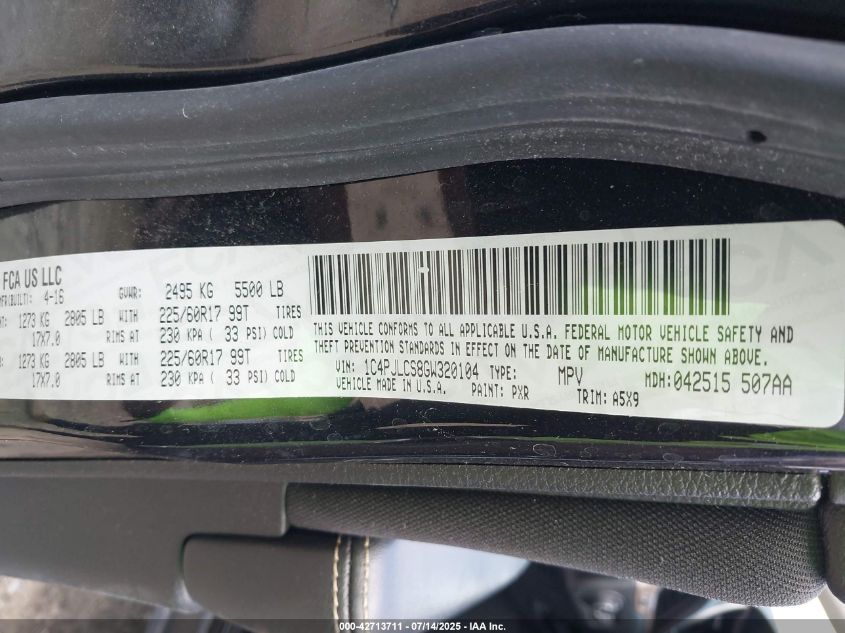 FCA US LLC
MFR(BUILT): 4-16
GVWR: 2495 KG 5500 LB
1273 KG 2805 LB WITH 225/60R17 99T TIRES
17X7.0 RIMS AT 230 KPA ( 33 PSI) COLD
1273 KG 2805 LB WITH 225/60R17 99T TIRES
17X7.0 RIMS AT 230 KPA ( 33 PSI) COLD
THIS VEHICLE CONFORMS TO ALL APPLICABLE U.S.A. FEDERAL MOTOR VEHICLE SAFETY AND
THEFT PREVENTION STANDARDS IN EFFECT ON THE DATE OF MANUFACTURE SHOWN ABOVE.
VIN: 1C4PJLCS8GW320104 TYPE: MPV MDH:042515 507AA
VEHICLE MADE IN U.S.A. PAINT: PXR TRIM: A5X9
000-42713711 - 07/14/2025 - IAA Inc.